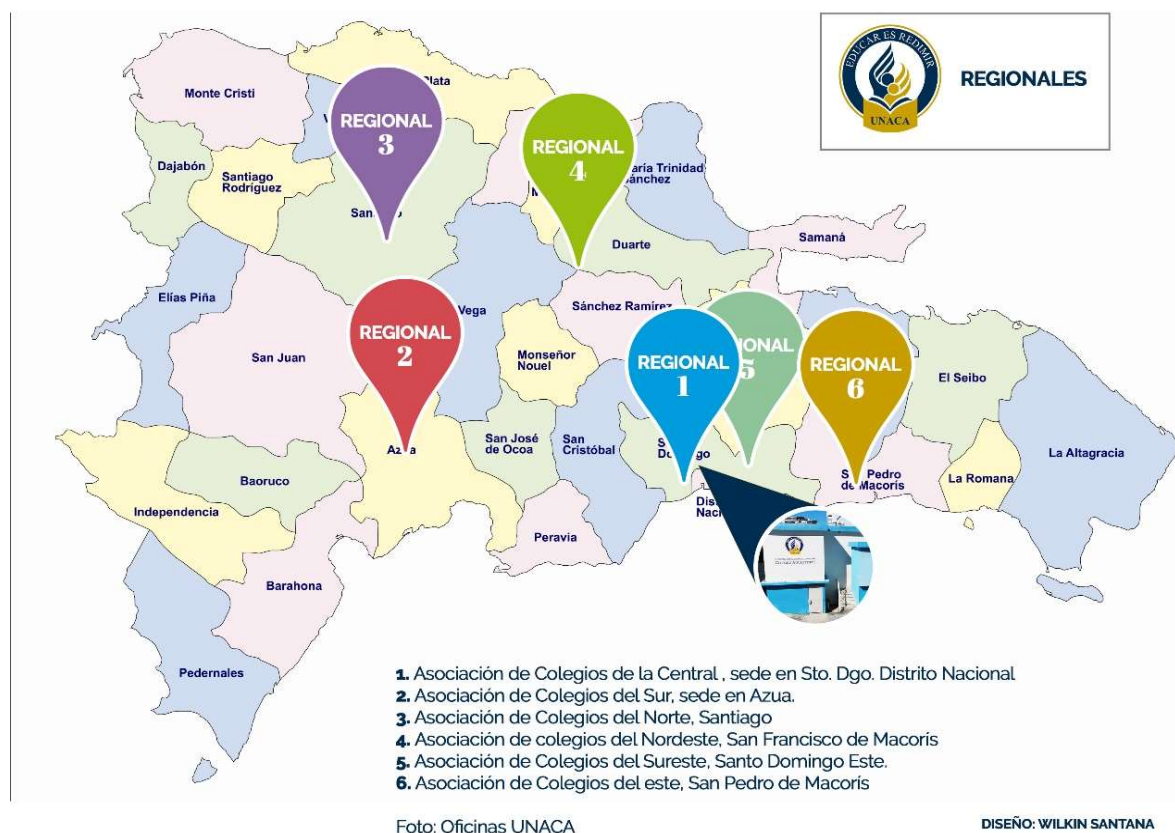 EDUCAR ES REDIMIR
UNACA
REGIONALES
Monte Cristi
REGIONAL
3
REGIONAL
4
Dajabón
Santiago
Rodríguez
Sánchez
Duarte
Samaná
Elías Piña
REGIONAL
2
Vega
Sánchez Ramírez
San Juan
Monseñor
Nouel
REGIONAL
1
5
REGIONAL
6
El Seibo
San José
de Ocoa
San
Cristóbal
Baoruco
La Altagracia
de Macorís
La Romana
Independencia
Peravia
Barahona
Pedernales
1. Asociación de Colegios de la Central , sede en Sto. Dgo. Distrito Nacional
2. Asociación de Colegios del Sur, sede en Azua.
3. Asociación de Colegios del Norte, Santiago
4. Asociación de colegios del Nordeste, San Francisco de Macorís
5. Asociación de Colegios del Sureste, Santo Domingo Este.
6. Asociación de Colegios del este, San Pedro de Macorís
Foto: Oficinas UNACA
DISEÑO: WILKIN SANTANA